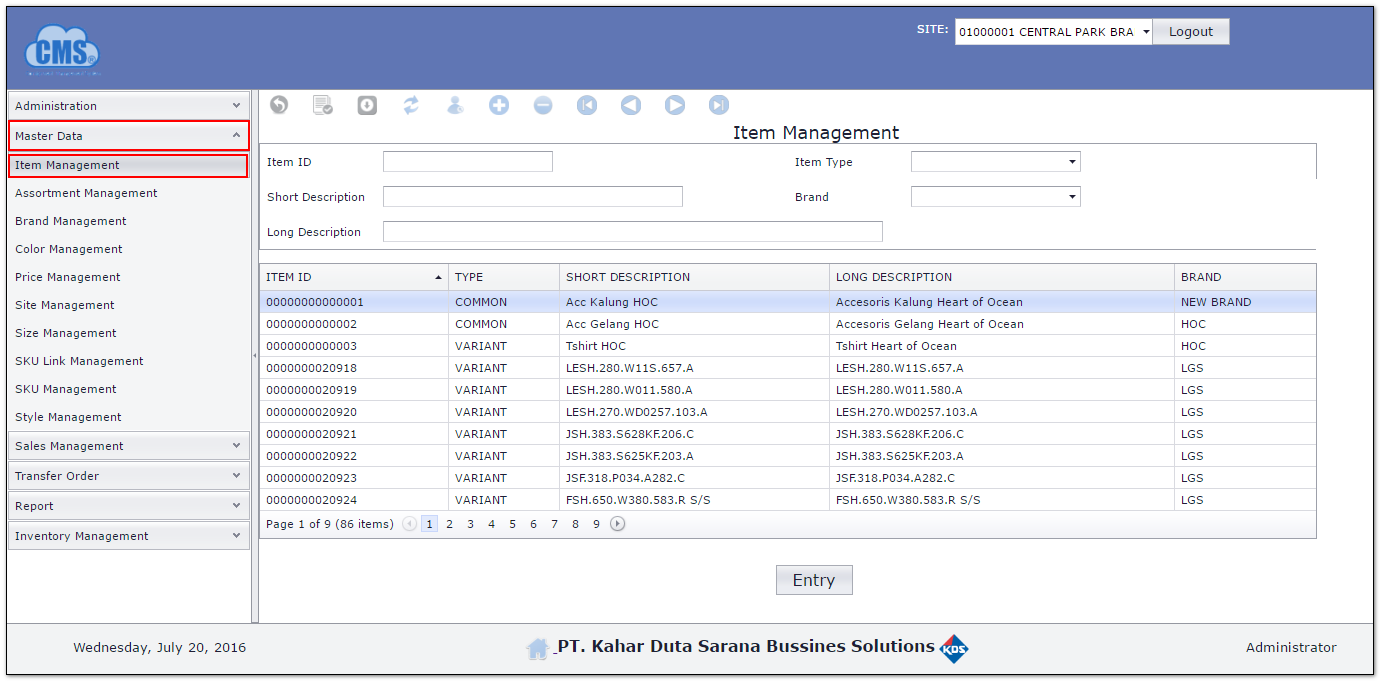 CMS®
SITE: 01000001 CENTRAL PARK BRA Logout
Administration
Master Data
Item Management
Assortment Management
Brand Management
Color Management
Price Management
Site Management
Size Management
SKU Link Management
SKU Management
Style Management
Sales Management
Transfer Order
Report
Inventory Management
Item Management
Item ID Item Type
Short Description Brand
Long Description
ITEM ID TYPE SHORT DESCRIPTION LONG DESCRIPTION BRAND
00000000000001 COMMON Acc Kalung HOC Accesoris Kalung Heart of Ocean NEW BRAND
0000000000002 COMMON Acc Gelang HOC Accesoris Gelang Heart of Ocean HOC
0000000000003 VARIANT Tshirt HOC Tshirt Heart of Ocean HOC
0000000020918 VARIANT LESH.280.W11S.657.A LESH.280.W11S.657.A LGS
0000000020919 VARIANT LESH.280.W011.580.A LESH.280.W011.580.A LGS
0000000020920 VARIANT LESH.270.WD0257.103.A LESH.270.WD0257.103.A LGS
0000000020921 VARIANT JSH.383.S628KF.206.C JSH.383.S628KF.206.C LGS
0000000020922 VARIANT JSH.383.S625KF.203.A JSH.383.S625KF.203.A LGS
0000000020923 VARIANT JSF.318.P034.A282.C JSF.318.P034.A282.C LGS
0000000020924 VARIANT FSH.650.W380.583.R S/S FSH.650.W380.583.R S/S LGS
Page 1 of 9 (86 items) 1 2 3 4 5 6 7 8 9
Entry
Wednesday, July 20, 2016 PT. Kahar Duta Sarana Bussines Solutions KDS Administrator